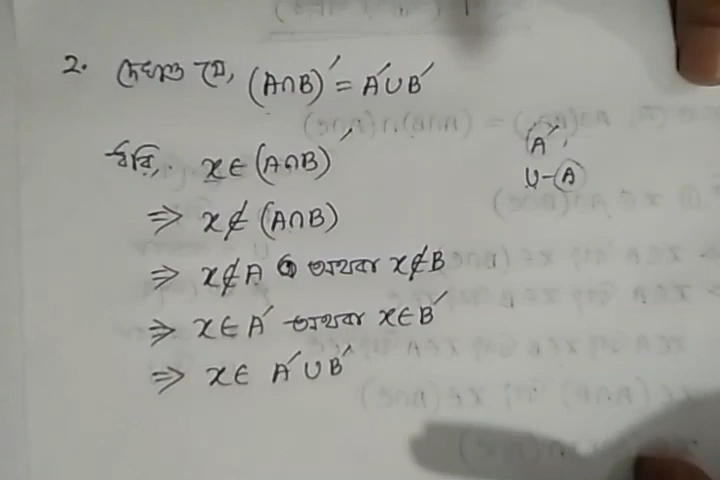 2. দেখাও যে, (A∩B)′ = A′∪B′
ধরি, x∈ (A∩B)′
⇒ x∉ (A∩B)
⇒ x∉A অথবা x∉B
⇒ x∈A′ অথবা x∈B′
⇒ x∈ A′∪B′
A′,
U-A